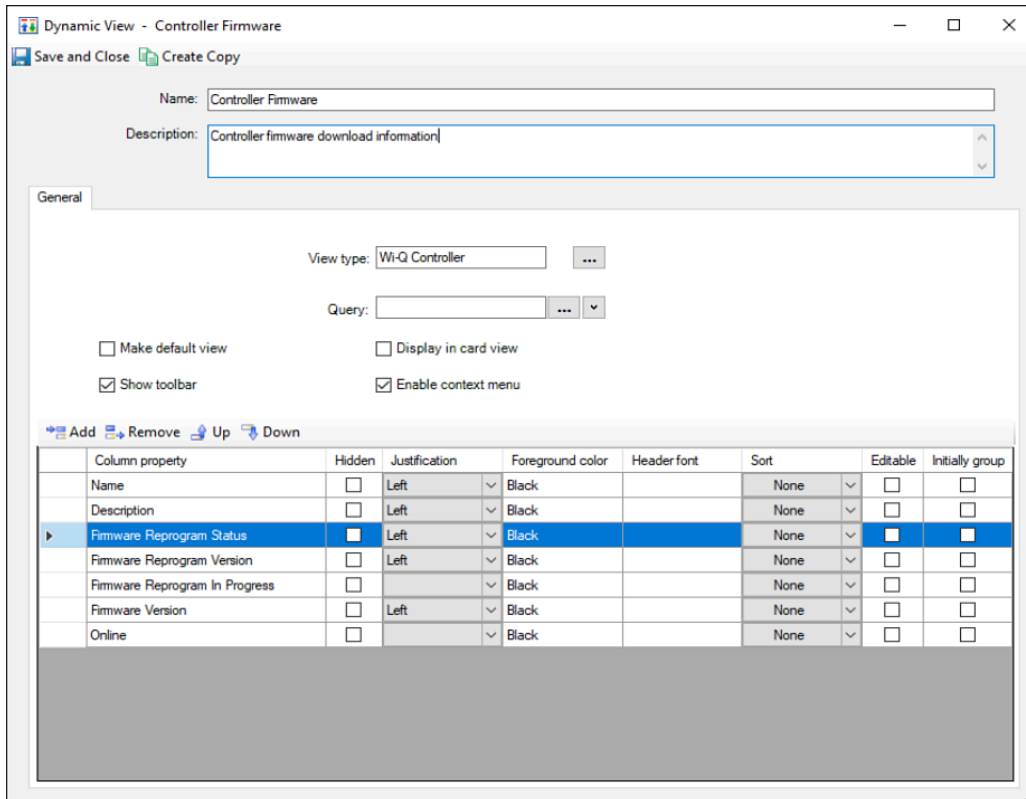 Dynamic View - Controller Firmware
Save and Close Create Copy
Name: Controller Firmware
Description: Controller firmware download information
General
View type: Wi-Q Controller ...
Query: ...
Make default view Display in card view
Show toolbar Enable context menu
Add Remove Up Down
Column property Hidden Justification Foreground color Header font Sort Editable Initially group
Name Left Black None
Description Left Black None
Firmware Reprogram Status Left Black None
Firmware Reprogram Version Left Black None
Firmware Reprogram In Progress Black None
Firmware Version Left Black None
Online Black None